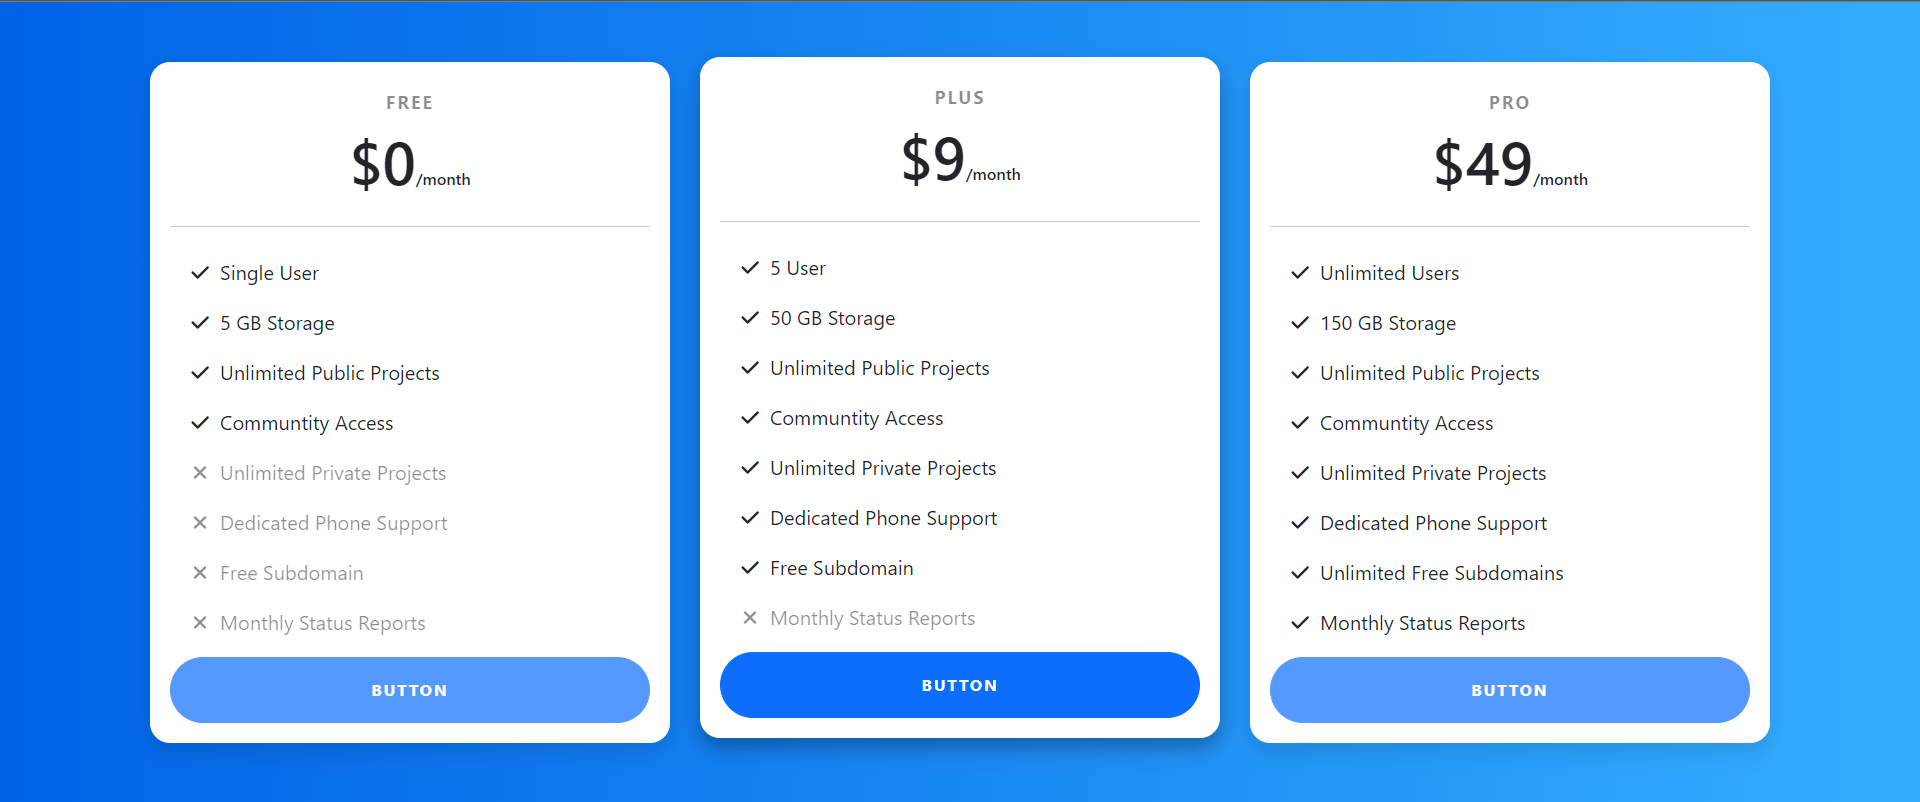 FREE
$0/month
Single User
5 GB Storage
Unlimited Public Projects
Communtity Access
Unlimited Private Projects
Dedicated Phone Support
Free Subdomain
Monthly Status Reports
BUTTON
PLUS
$9/month
5 User
50 GB Storage
Unlimited Public Projects
Communtity Access
Unlimited Private Projects
Dedicated Phone Support
Free Subdomain
Monthly Status Reports
BUTTON
PRO
$49/month
Unlimited Users
150 GB Storage
Unlimited Public Projects
Communtity Access
Unlimited Private Projects
Dedicated Phone Support
Unlimited Free Subdomains
Monthly Status Reports
BUTTON